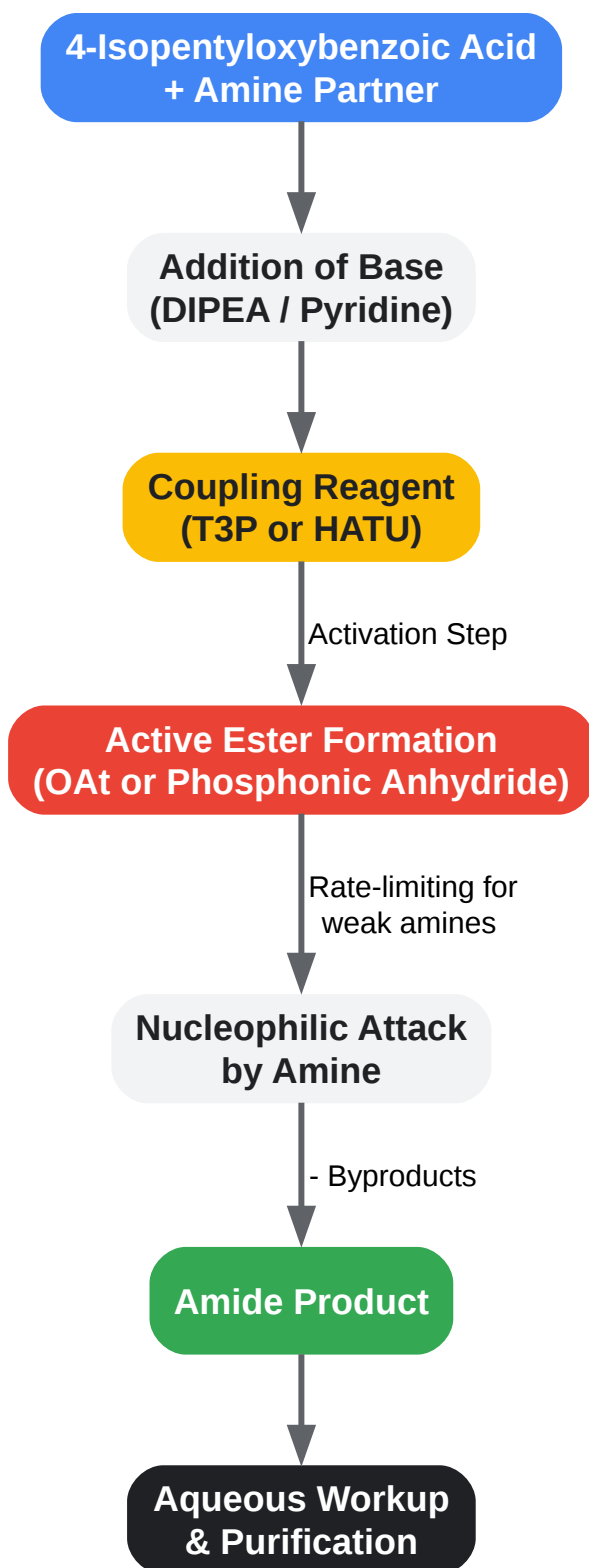 4-Isopentyloxybenzoic Acid
+ Amine Partner
Addition of Base
(DIPEA / Pyridine)
Coupling Reagent
(T3P or HATU)
Activation Step
Active Ester Formation
(OAt or Phosphonic Anhydride)
Rate-limiting for
weak amines
Nucleophilic Attack
by Amine
- Byproducts
Amide Product
Aqueous Workup
& Purification